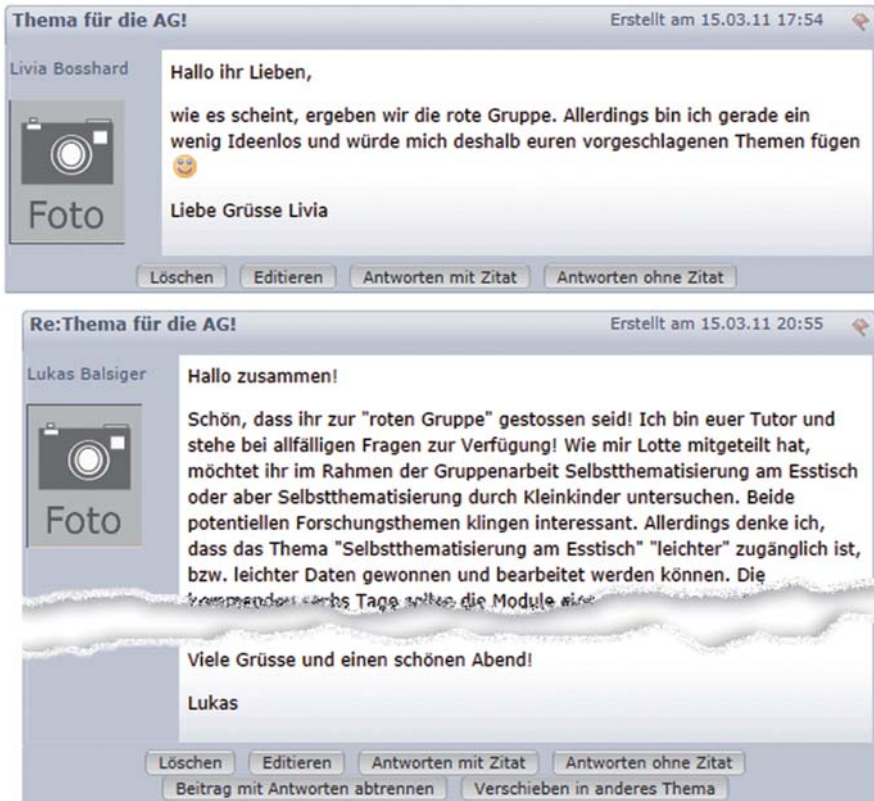 Thema für die AG!
Erstellt am 15.03.11 17:54
Livia Bosshard
Foto
Hallo ihr Lieben,
wie es scheint, ergeben wir die rote Gruppe. Allerdings bin ich gerade ein
wenig Ideenlos und würde mich deshalb euren vorgeschlagenen Themen fügen
Liebe Grüsse Livia
Löschen
Editieren
Antworten mit Zitat
Antworten ohne Zitat
Re:Thema für die AG!
Erstellt am 15.03.11 20:55
Lukas Balsiger
Foto
Hallo zusammen!
Schön, dass ihr zur "roten Gruppe" gestossen seid! Ich bin euer Tutor und
stehe bei allfälligen Fragen zur Verfügung! Wie mir Lotte mitgeteilt hat,
möchtet ihr im Rahmen der Gruppenarbeit Selbstthematisierung am Esstisch
oder aber Selbstthematisierung durch Kleinkinder untersuchen. Beide
potentiellen Forschungsthemen klingen interessant. Allerdings denke ich,
dass das Thema "Selbstthematisierung am Esstisch" "leichter" zugänglich ist,
bzw. leichter Daten gewonnen und bearbeitet werden können. Die
Tage sollen die Module
Viele Grüsse und einen schönen Abend!
Lukas
Löschen
Editieren
Antworten mit Zitat
Antworten ohne Zitat
Beitrag mit Antworten abtrennen
Verschieben in anderes Thema